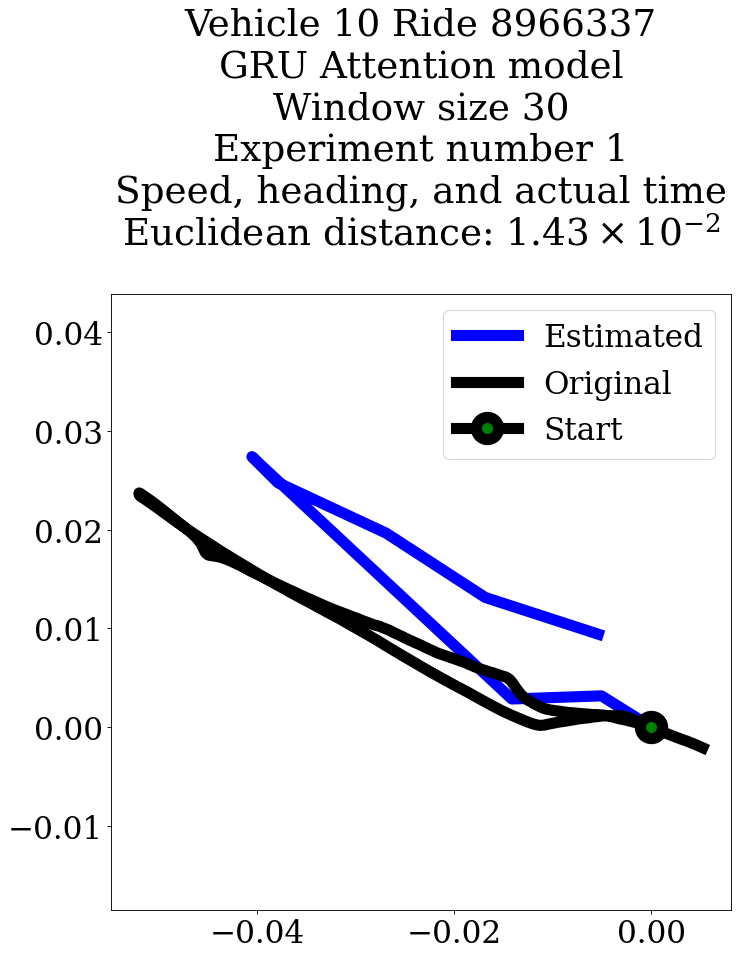 Vehicle 10 Ride 8966337
GRU Attention model
Window size 30
Experiment number 1
Speed, heading, and actual time
Euclidean distance: 1.43 × 10⁻²
Estimated
Original
Start
0.04
0.03
0.02
0.01
0.00
−0.01
−0.04
−0.02
0.00